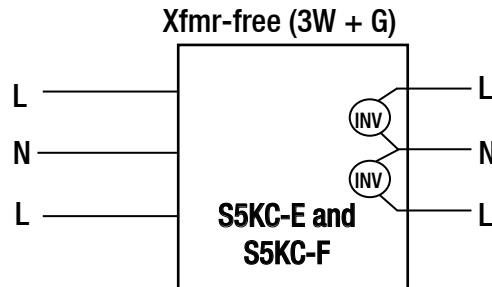 Xfmr-free (3W + G)
L
L
INV
N
N
INV
L
L
S5KC-E and
S5KC-F